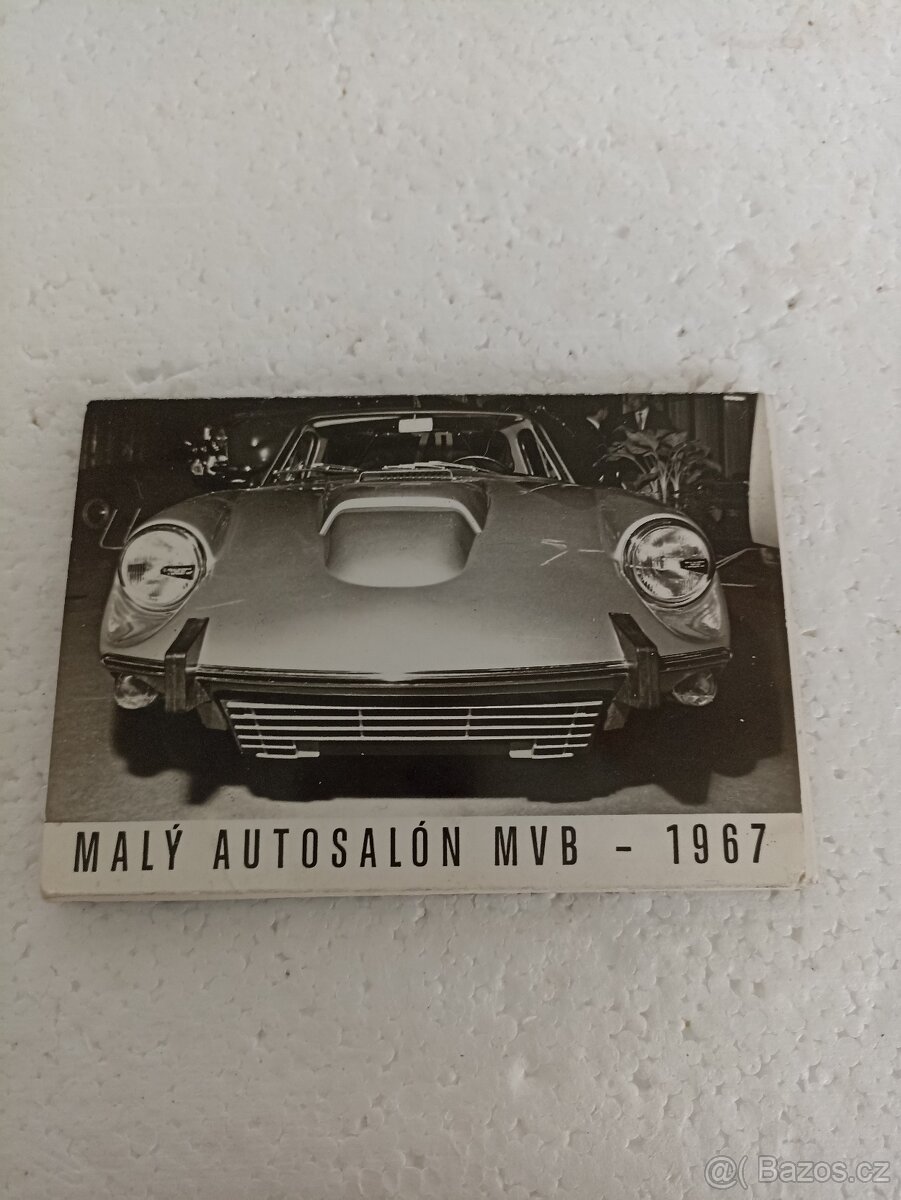 MALÝ AUTOSALÓN MVB - 1967
@( Bazos.cz